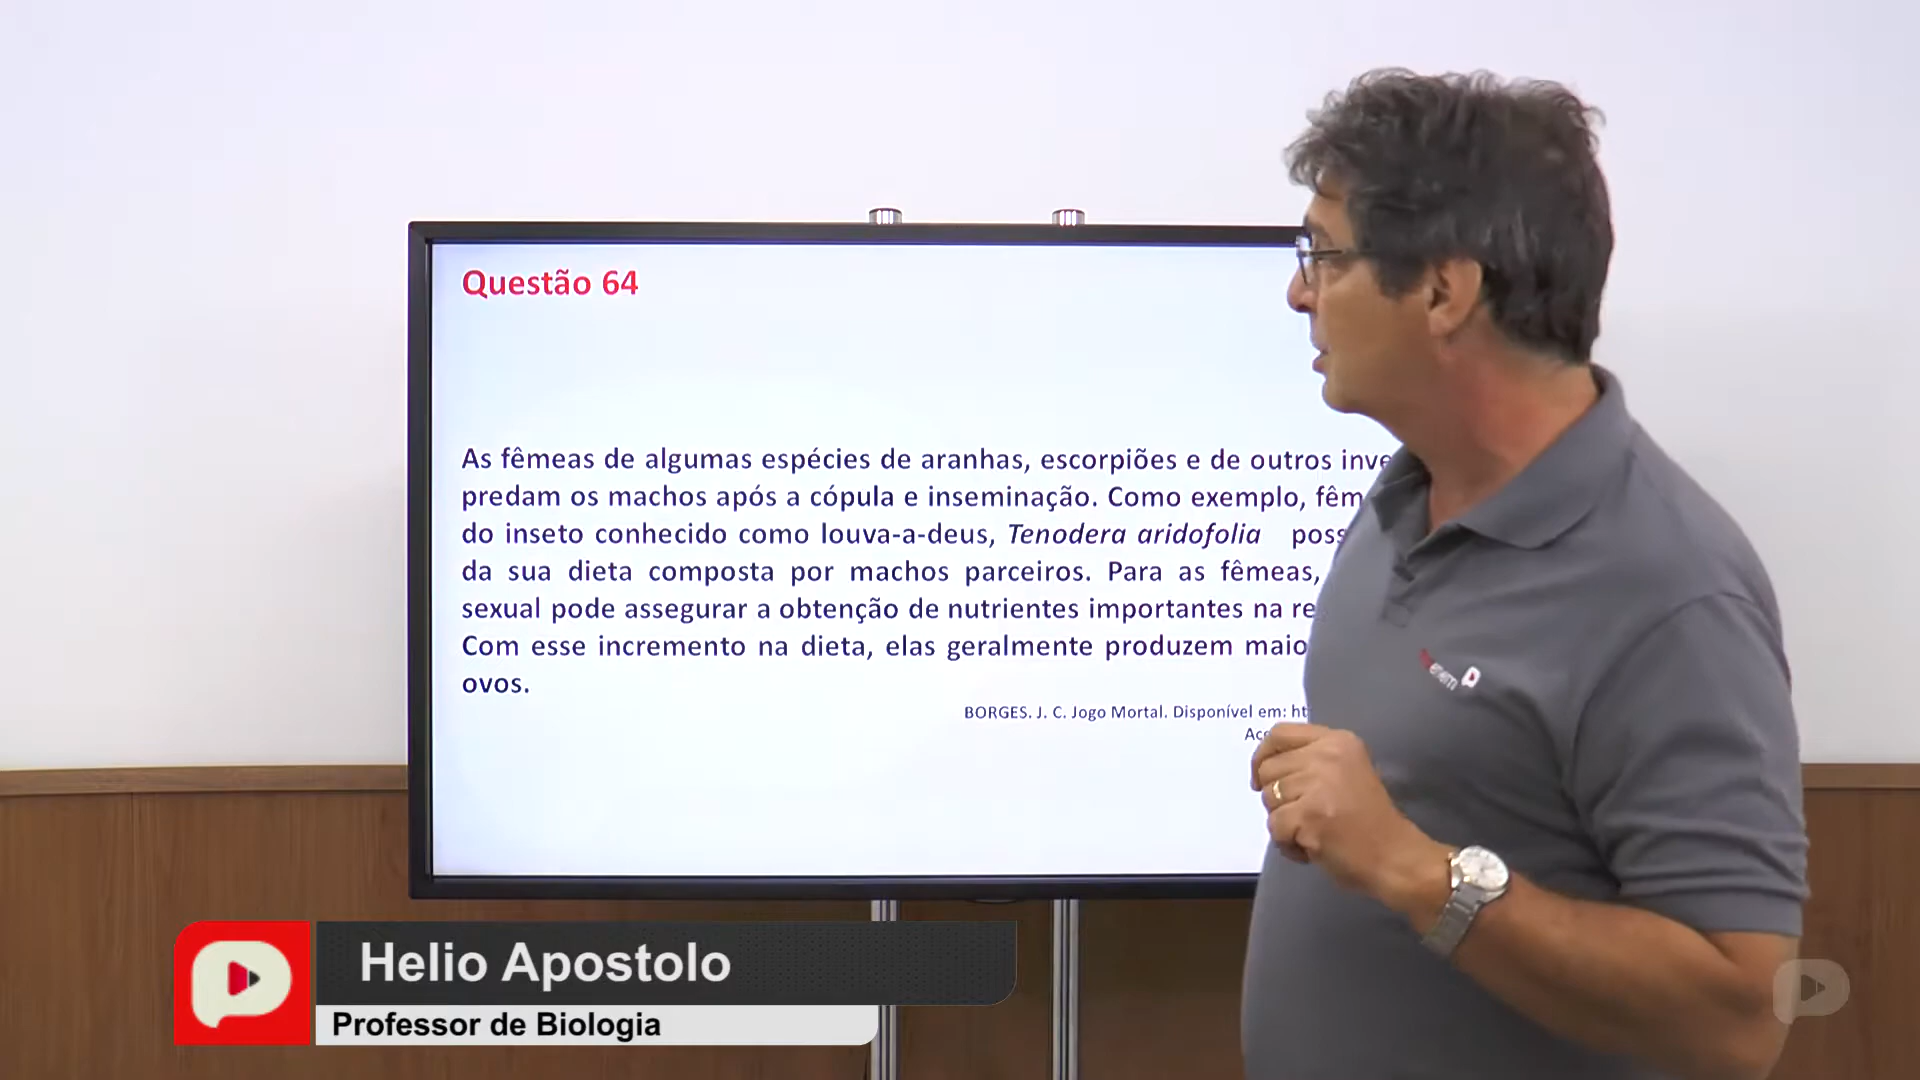 Questão 64
As fêmeas de algumas espécies de aranhas, escorpiões e de outros inve
predam os machos após a cópula e inseminação. Como exemplo, fêm
do inseto conhecido como louva-a-deus, Tenodera aridofolia poss
da sua dieta composta por machos parceiros. Para as fêmeas,
sexual pode assegurar a obtenção de nutrientes importantes na re
Com esse incremento na dieta, elas geralmente produzem maio
ovos.
BORGES. J. C. Jogo Mortal. Disponível em: ht
Ace
enem
Helio Apostolo
Professor de Biologia